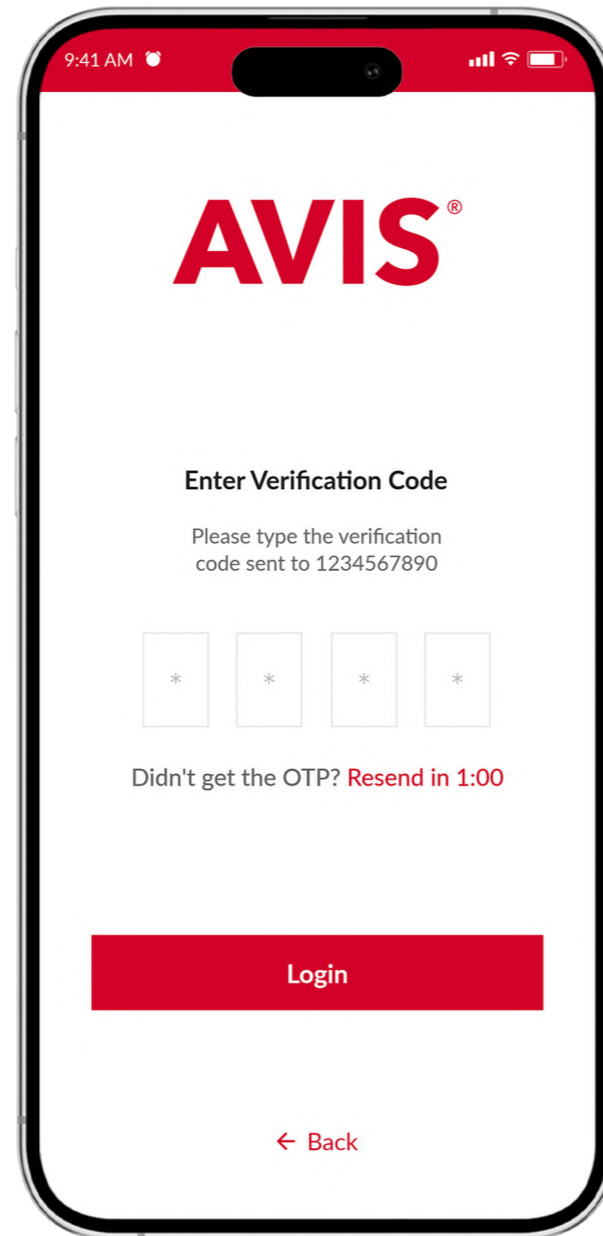 9:41 AM
AVIS®
Enter Verification Code
Please type the verification
code sent to 1234567890
* * * *
Didn't get the OTP? Resend in 1:00
Login
← Back